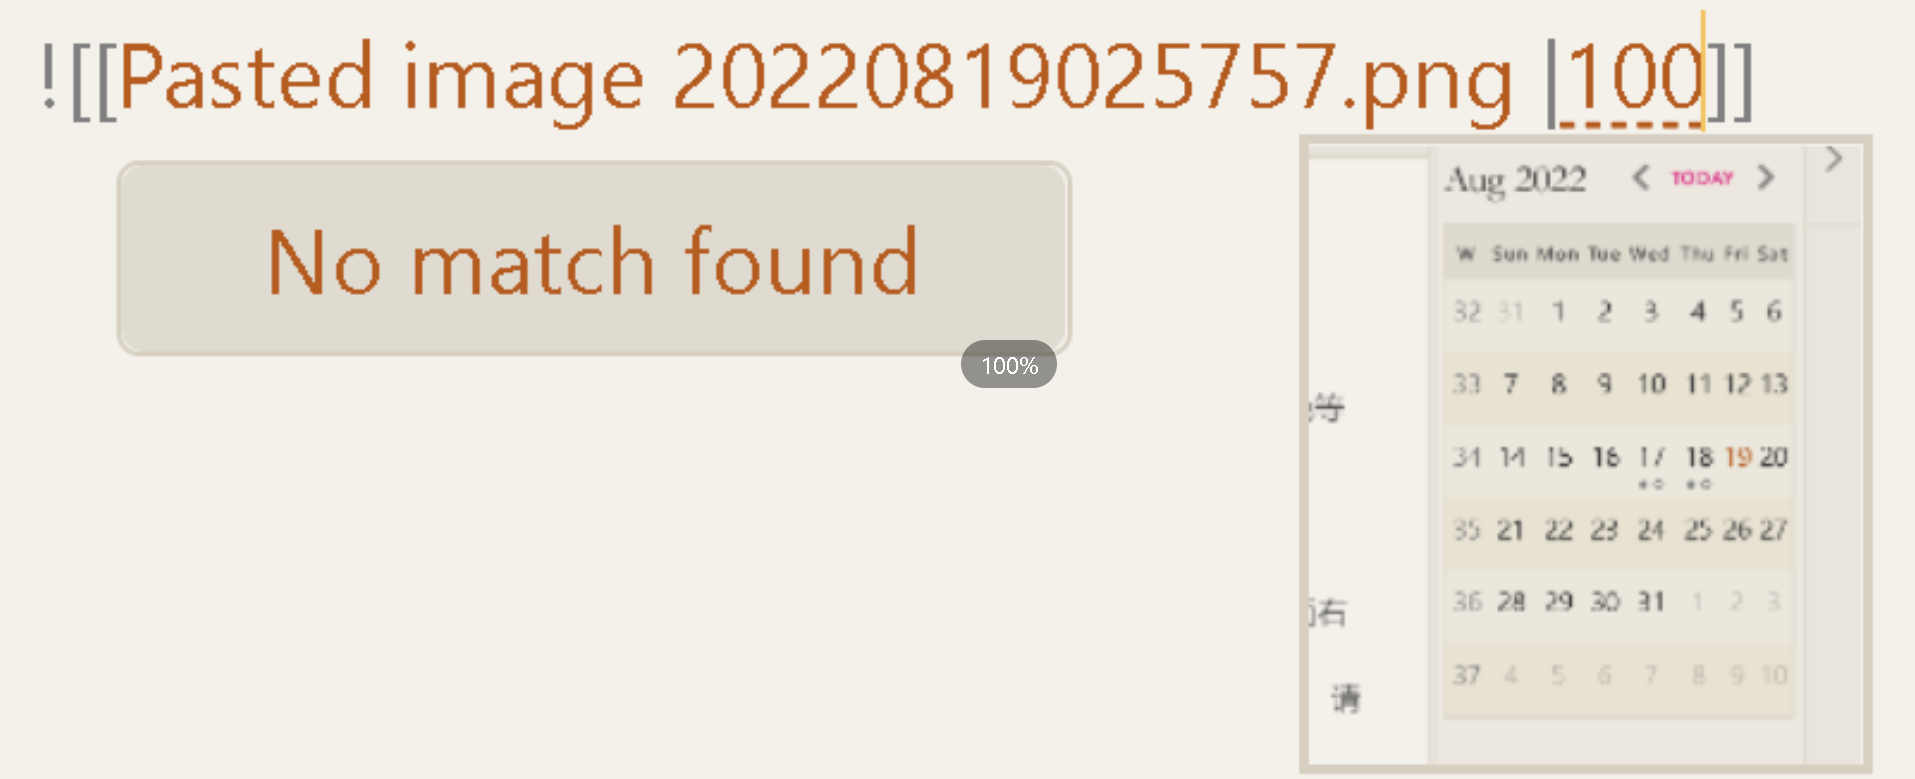 ![[Pasted image 20220819025757.png |100]]
No match found
100%
Aug 2022 < TODAY > >
W Sun Mon Tue Wed Thu Fri Sat
32 31 1 2 3 4 5 6
33 7 8 9 10 11 12 13
等
34 14 15 16 17 18 19 20
35 21 22 23 24 25 26 27
36 28 29 30 31 1 2 3
右
37 4 5 6 7 8 9 10
请